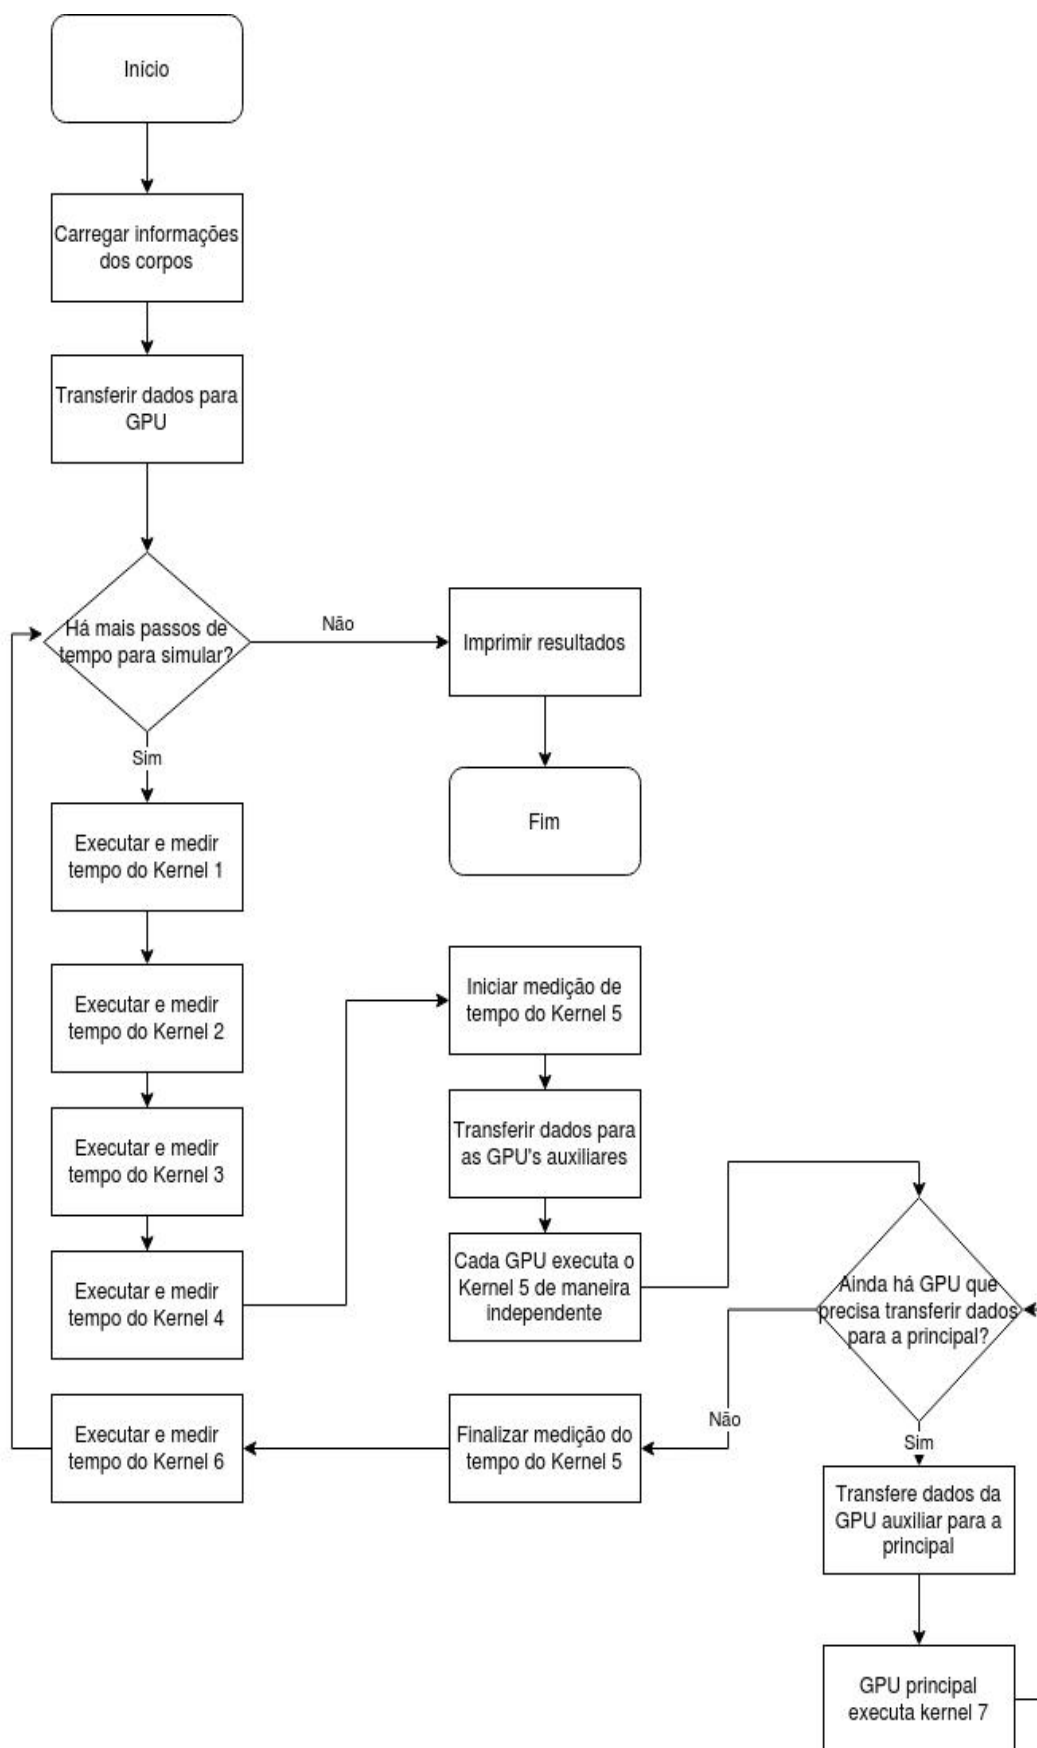 Início
Carregar informações
dos corpos
Transferir dados para
GPU
Há mais passos de
tempo para simular?
Não
Imprimir resultados
Fim
Sim
Executar e medir
tempo do Kernel 1
Executar e medir
tempo do Kernel 2
Executar e medir
tempo do Kernel 3
Executar e medir
tempo do Kernel 4
Iniciar medição de
tempo do Kernel 5
Transferir dados para
as GPU's auxiliares
Cada GPU executa o
Kernel 5 de maneira
independente
Ainda há GPU que
precisa transferir dados
para a principal?
Não
Sim
Finalizar medição do
tempo do Kernel 5
Executar e medir
tempo do Kernel 6
Transfere dados da
GPU auxiliar para a
principal
GPU principal
executa kernel 7